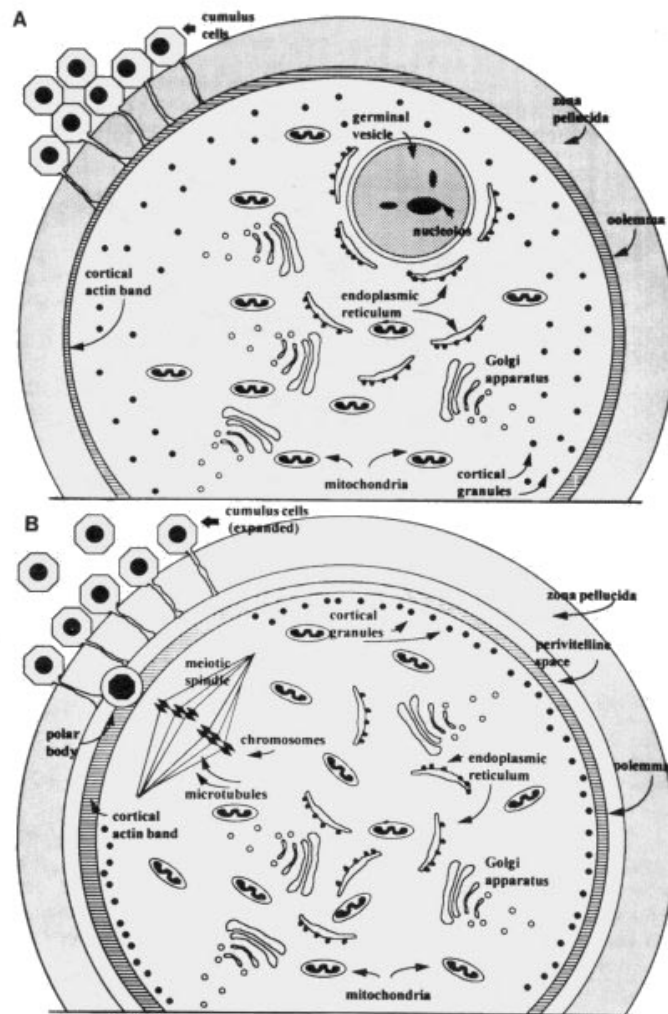 A
cumulus
cells
zona
pellucida
germinal
vesicle
nucleolus
oolemma
cortical
actin band
endoplasmic
reticulum
Golgi
apparatus
mitochondria
cortical
granules
B
cumulus cells
(expanded)
zona pellucida
cortical
granules
perivitelline
space
meiotic
spindle
polar
body
chromosomes
microtubules
endoplasmic
reticulum
polemma
cortical
actin band
Golgi
apparatus
mitochondria